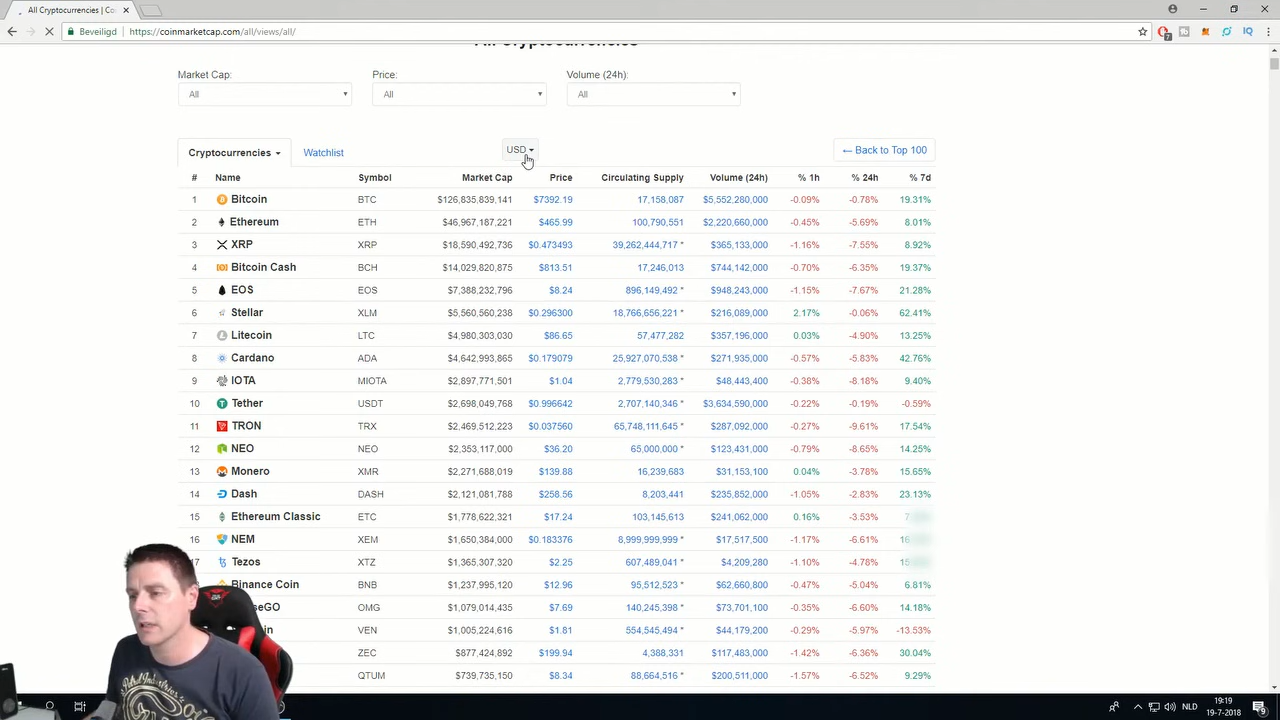 All Cryptocurrencies | Co
Beveiligd
https://coinmarketcap.com/all/views/all/
7
IQ
All Cryptocurrencies
Market Cap: Price: Volume (24h):
All All All
Cryptocurrencies Watchlist USD ← Back to Top 100
# Name Symbol Market Cap Price Circulating Supply Volume (24h) % 1h % 24h % 7d
1 Bitcoin BTC $126,835,839,141 $7392.19 17,158,087 $5,552,280,000 -0.09% -0.78% 19.31%
2 Ethereum ETH $46,967,187,221 $465.99 100,790,551 $2,220,660,000 -0.45% -5.69% 8.01%
3 XRP XRP $18,590,492,736 $0.473493 39,262,444,717 * $365,133,000 -1.16% -7.55% 8.92%
4 Bitcoin Cash BCH $14,029,820,875 $813.51 17,246,013 $744,142,000 -0.70% -6.35% 19.37%
5 EOS EOS $7,388,232,796 $8.24 896,149,492 * $948,243,000 -1.15% -7.67% 21.28%
6 Stellar XLM $5,560,560,238 $0.296300 18,766,656,221 * $216,089,000 2.17% -0.06% 62.41%
7 Litecoin LTC $4,980,303,030 $86.65 57,477,282 $357,196,000 0.03% -4.90% 13.25%
8 Cardano ADA $4,642,993,865 $0.179079 25,927,070,538 * $271,935,000 -0.57% -5.83% 42.76%
9 IOTA MIOTA $2,897,771,501 $1.04 2,779,530,283 * $48,443,400 -0.38% -8.18% 9.40%
10 Tether USDT $2,698,049,768 $0.996642 2,707,140,346 * $3,634,590,000 -0.22% -0.19% -0.59%
11 TRON TRX $2,469,512,223 $0.037560 65,748,111,645 * $287,092,000 -0.27% -9.61% 17.54%
12 NEO NEO $2,353,117,000 $36.20 65,000,000 * $123,431,000 -0.79% -8.65% 14.25%
13 Monero XMR $2,271,688,019 $139.88 16,239,683 $31,153,100 0.04% -3.78% 15.65%
14 Dash DASH $2,121,081,788 $258.56 8,203,441 $235,852,000 -1.05% -2.83% 23.13%
15 Ethereum Classic ETC $1,778,622,321 $17.24 103,145,613 $241,062,000 0.16% -3.53%
16 NEM XEM $1,650,384,000 $0.183376 8,999,999,999 * $17,517,500 -1.17% -6.61%
Tezos XTZ $1,365,307,320 $2.25 607,489,041 * $4,209,280 -1.10% -4.78%
Binance Coin BNB $1,237,995,120 $12.96 95,512,523 * $62,660,800 -0.47% -5.04% 6.81%
OMG $1,079,014,435 $7.69 140,245,398 * $73,701,100 -0.35% -6.60% 14.18%
VEN $1,005,224,616 $1.81 554,545,494 * $44,179,200 -0.29% -5.97% -13.53%
ZEC $877,424,892 $199.94 4,388,331 $117,483,000 -1.42% -6.36% 30.04%
QTUM $739,735,150 $8.34 88,664,516 * $200,511,000 -1.57% -6.52% 9.29%
NLD
19:19
19-7-2018
9